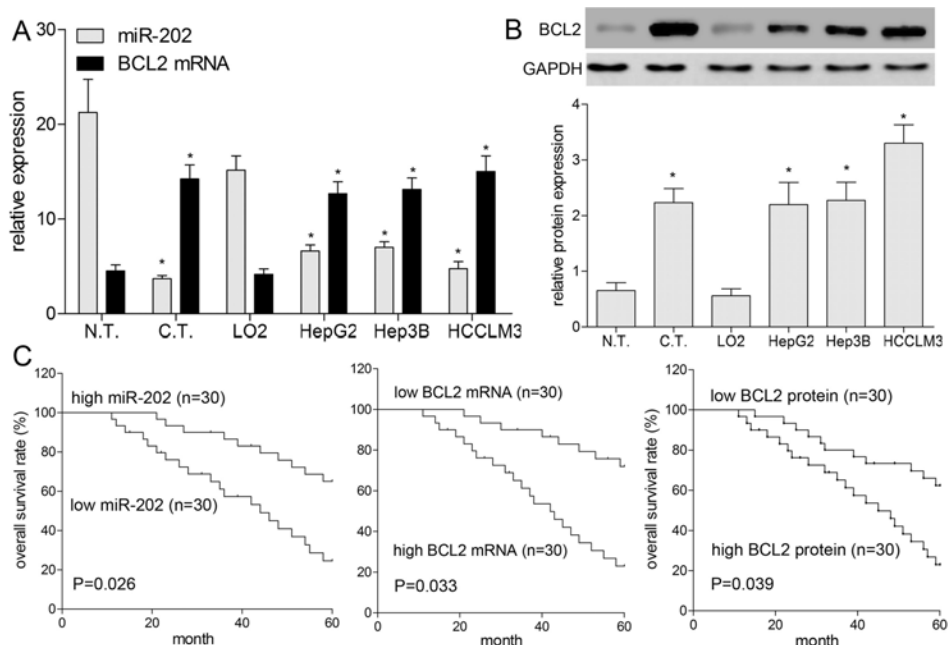 A
miR-202
BCL2 mRNA
relative expression
30
20
10
0
*
*
*
*
*
*
*
*
N.T. C.T. LO2 HepG2 Hep3B HCCLM3
B
BCL2
GAPDH
relative protein expression
4
3
2
1
0
*
*
*
*
N.T. C.T. LO2 HepG2 Hep3B HCCLM3
C
overall survival rate (%)
120
100
80
60
40
20
0
high miR-202 (n=30)
low miR-202 (n=30)
P=0.026
0 20 40 60
month
120
100
80
60
40
20
0
low BCL2 mRNA (n=30)
high BCL2 mRNA (n=30)
P=0.033
0 20 40 60
month
overall survival rate (%)
120
100
80
60
40
20
0
low BCL2 protein (n=30)
high BCL2 protein (n=30)
P=0.039
0 20 40 60
month